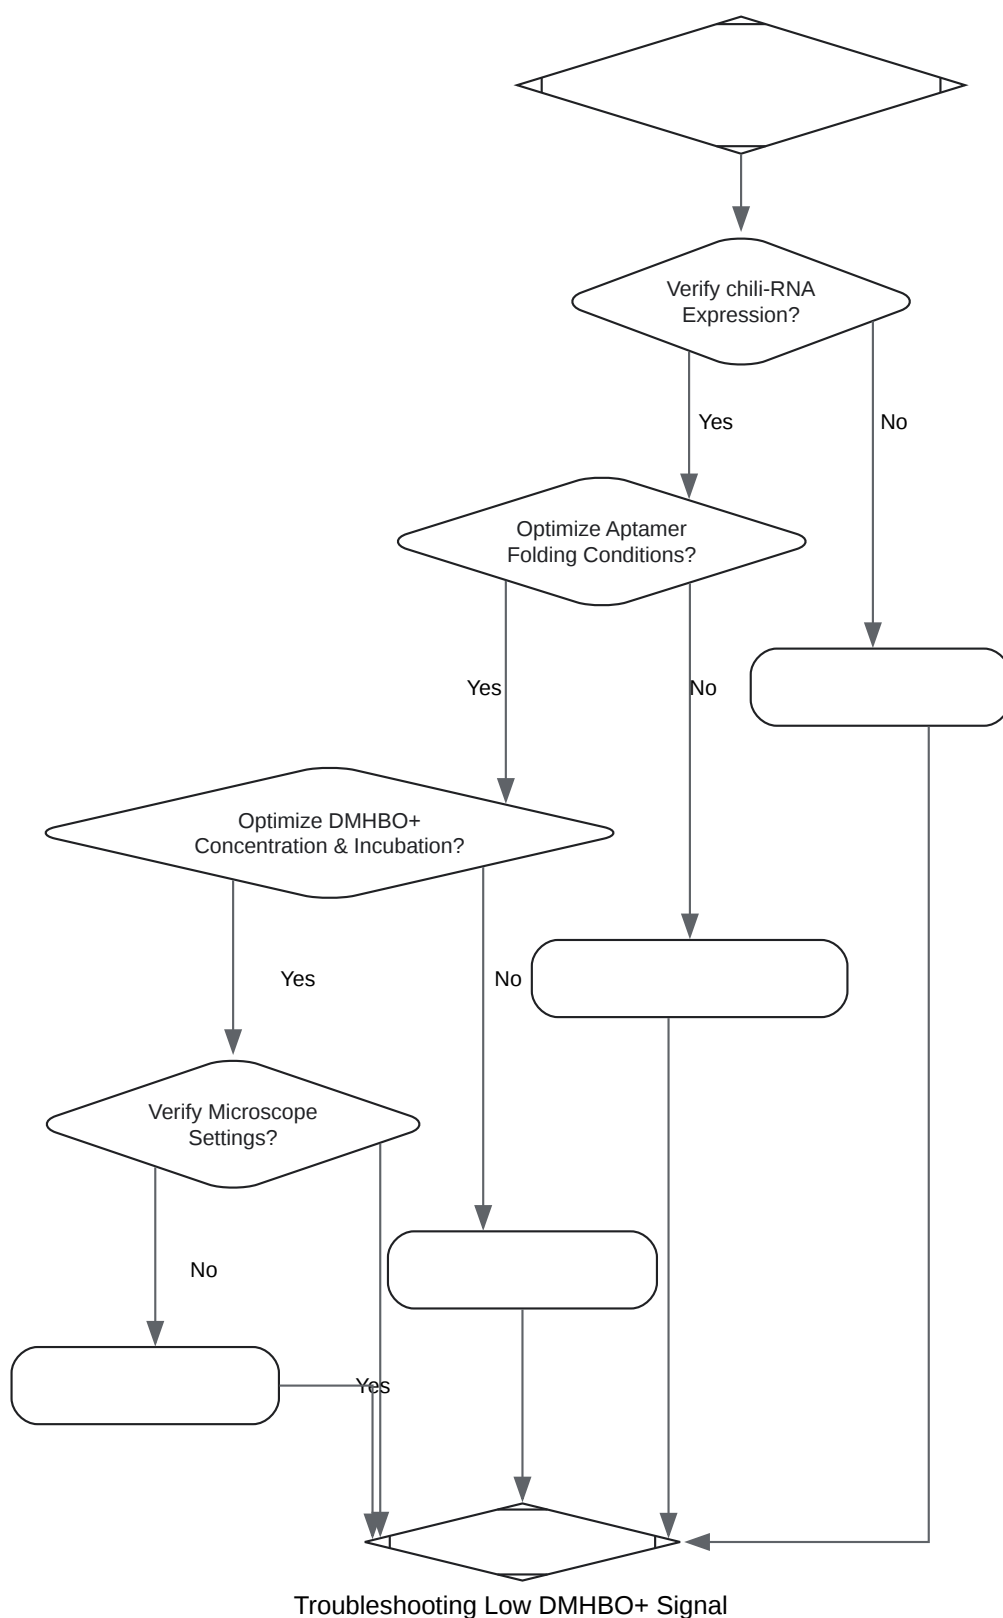 Verify chili-RNA
Expression?
Yes
No
Optimize Aptamer
Folding Conditions?
Yes
No
Optimize DMHBO+
Concentration & Incubation?
Yes
No
Verify Microscope
Settings?
No
Yes
Troubleshooting Low DMHBO+ Signal